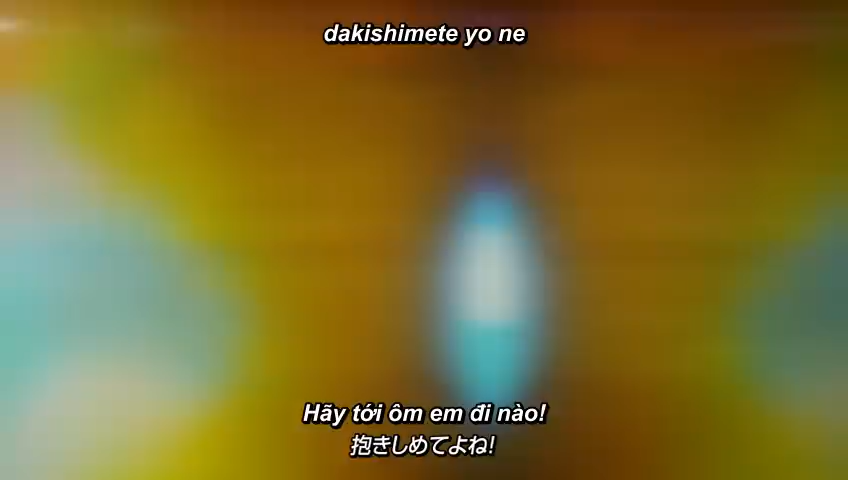 dakishimete yo ne
Hãy tới ôm em đi nào!
抱きしめてよね!